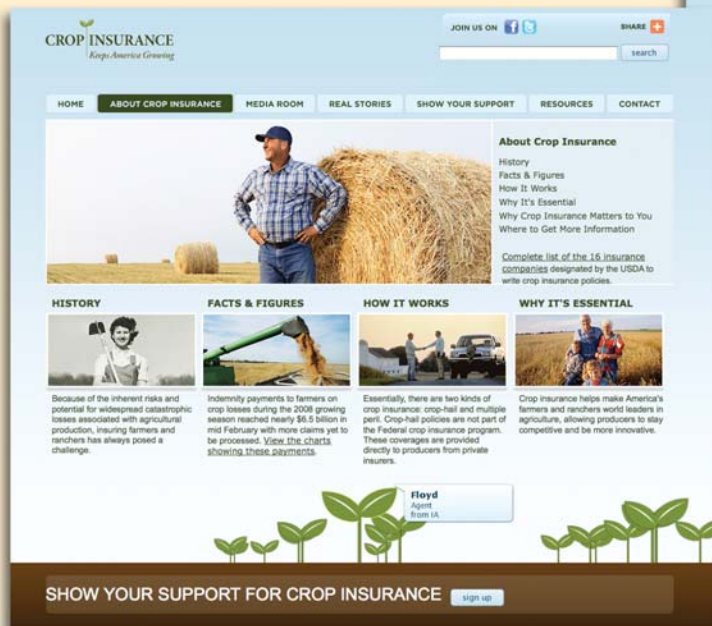 CROP INSURANCE
Keeps America Growing
JOIN US ON
SHARE
search
HOME
ABOUT CROP INSURANCE
MEDIA ROOM
REAL STORIES
SHOW YOUR SUPPORT
RESOURCES
CONTACT
About Crop Insurance
History
Facts & Figures
How It Works
Why It's Essential
Why Crop Insurance Matters to You
Where to Get More Information
Complete list of the 16 insurance
companies designated by the USDA to
write crop insurance policies.
HISTORY
Because of the inherent risks and
potential for widespread catastrophic
losses associated with agricultural
production, insuring farmers and
ranchers has always posed a
challenge.
FACTS & FIGURES
Indemnity payments to farmers on
crop losses during the 2008 growing
season reached nearly $6.5 billion in
mid February with more claims yet to
be processed. View the charts
showing these payments.
HOW IT WORKS
Essentially, there are two kinds of
crop insurance: crop-hail and multiple
peril. Crop-hail policies are not part of
the Federal crop insurance program.
These coverages are provided
directly to producers from private
insurers.
WHY IT'S ESSENTIAL
Crop insurance helps make America's
farmers and ranchers world leaders in
agriculture, allowing producers to stay
competitive and be more innovative.
Floyd
Agent
from IA
SHOW YOUR SUPPORT FOR CROP INSURANCE
sign up